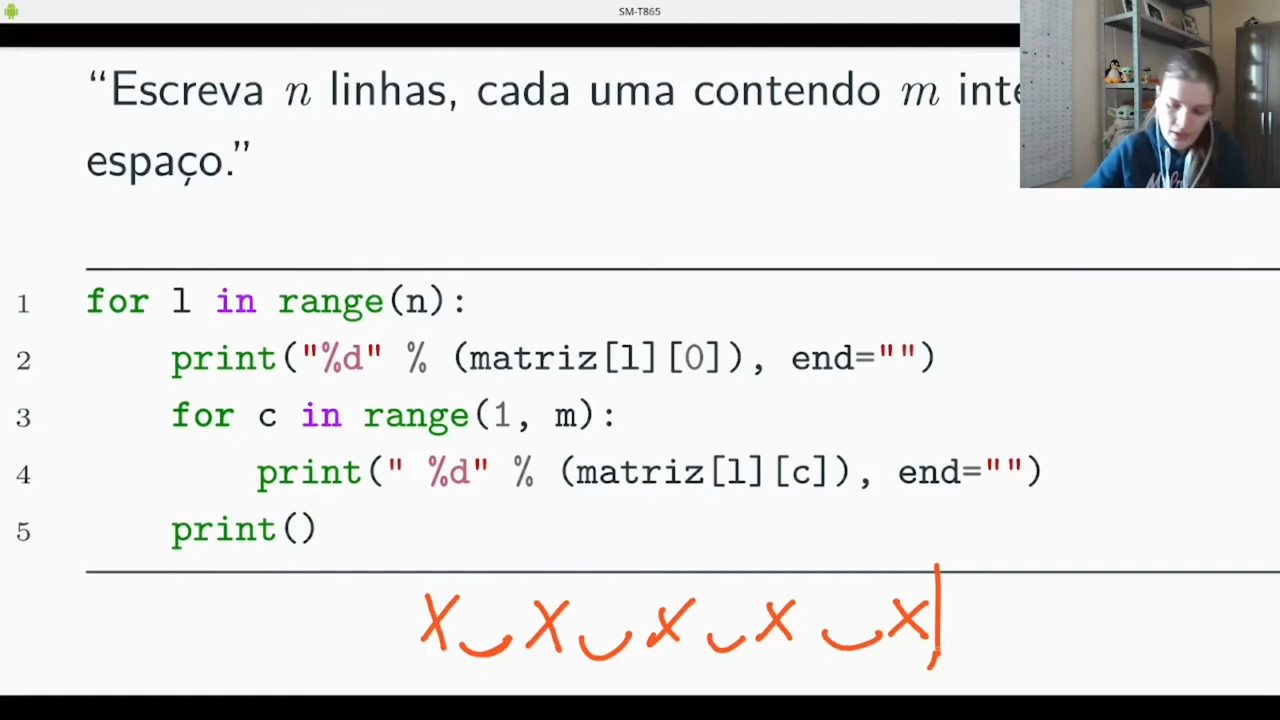 SM-T865
“Escreva n linhas, cada uma contendo m
espaço.”
1 for l in range(n):
2 print("%d" % (matriz[l][0]), end="")
3 for c in range(1, m):
4 print(" %d" % (matriz[l][c]), end="")
5 print()
X X X X X